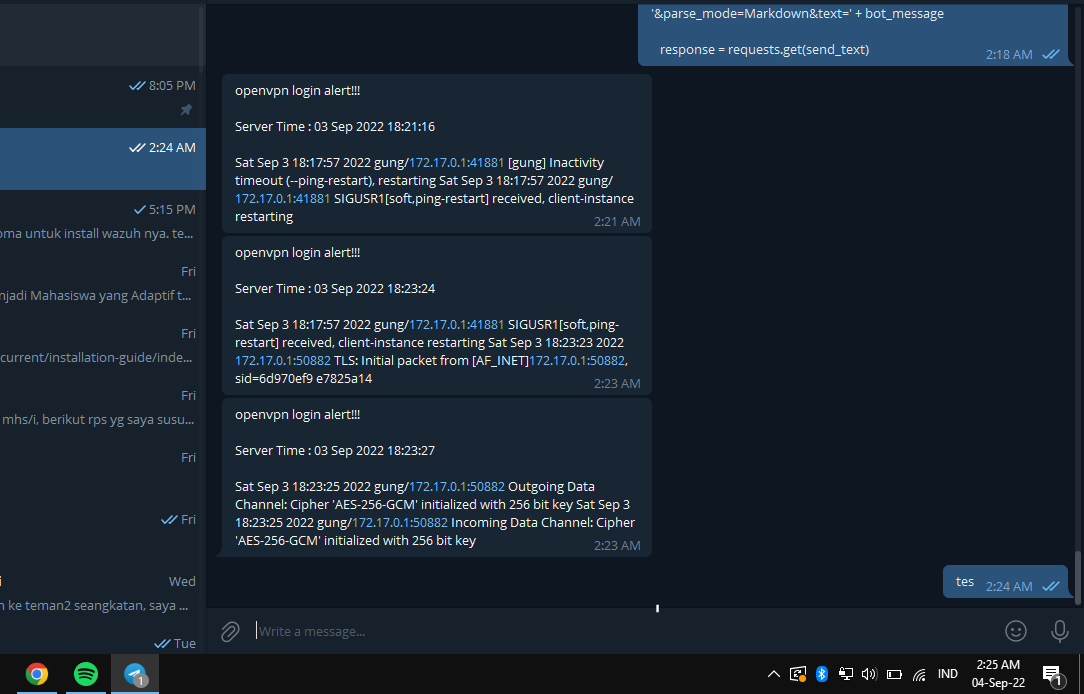 8:05 PM
2:24 AM
5:15 PM
oma untuk install wazuh nya. te...
Fri
njadi Mahasiswa yang Adaptif t...
Fri
current/installation-guide/inde...
Fri
mhs/i, berikut rps yg saya susu...
Fri
Fri
i
Wed
n ke teman2 seangkatan, saya ...
Tue
'&parse_mode=Markdown&text=' + bot_message
response = requests.get(send_text)
2:18 AM
openvpn login alert!!!
Server Time : 03 Sep 2022 18:21:16
Sat Sep 3 18:17:57 2022 gung/172.17.0.1:41881 [gung] Inactivity
timeout (--ping-restart), restarting Sat Sep 3 18:17:57 2022 gung/
172.17.0.1:41881 SIGUSR1[soft,ping-restart] received, client-instance
restarting
2:21 AM
openvpn login alert!!!
Server Time : 03 Sep 2022 18:23:24
Sat Sep 3 18:17:57 2022 gung/172.17.0.1:41881 SIGUSR1[soft,ping-
restart] received, client-instance restarting Sat Sep 3 18:23:23 2022
172.17.0.1:50882 TLS: Initial packet from [AF_INET]172.17.0.1:50882,
sid=6d970ef9 e7825a14
2:23 AM
openvpn login alert!!!
Server Time : 03 Sep 2022 18:23:27
Sat Sep 3 18:23:25 2022 gung/172.17.0.1:50882 Outgoing Data
Channel: Cipher 'AES-256-GCM' initialized with 256 bit key Sat Sep 3
18:23:25 2022 gung/172.17.0.1:50882 Incoming Data Channel: Cipher
'AES-256-GCM' initialized with 256 bit key
2:23 AM
tes
2:24 AM
Write a message...
1
IND
2:25 AM
04-Sep-22
1